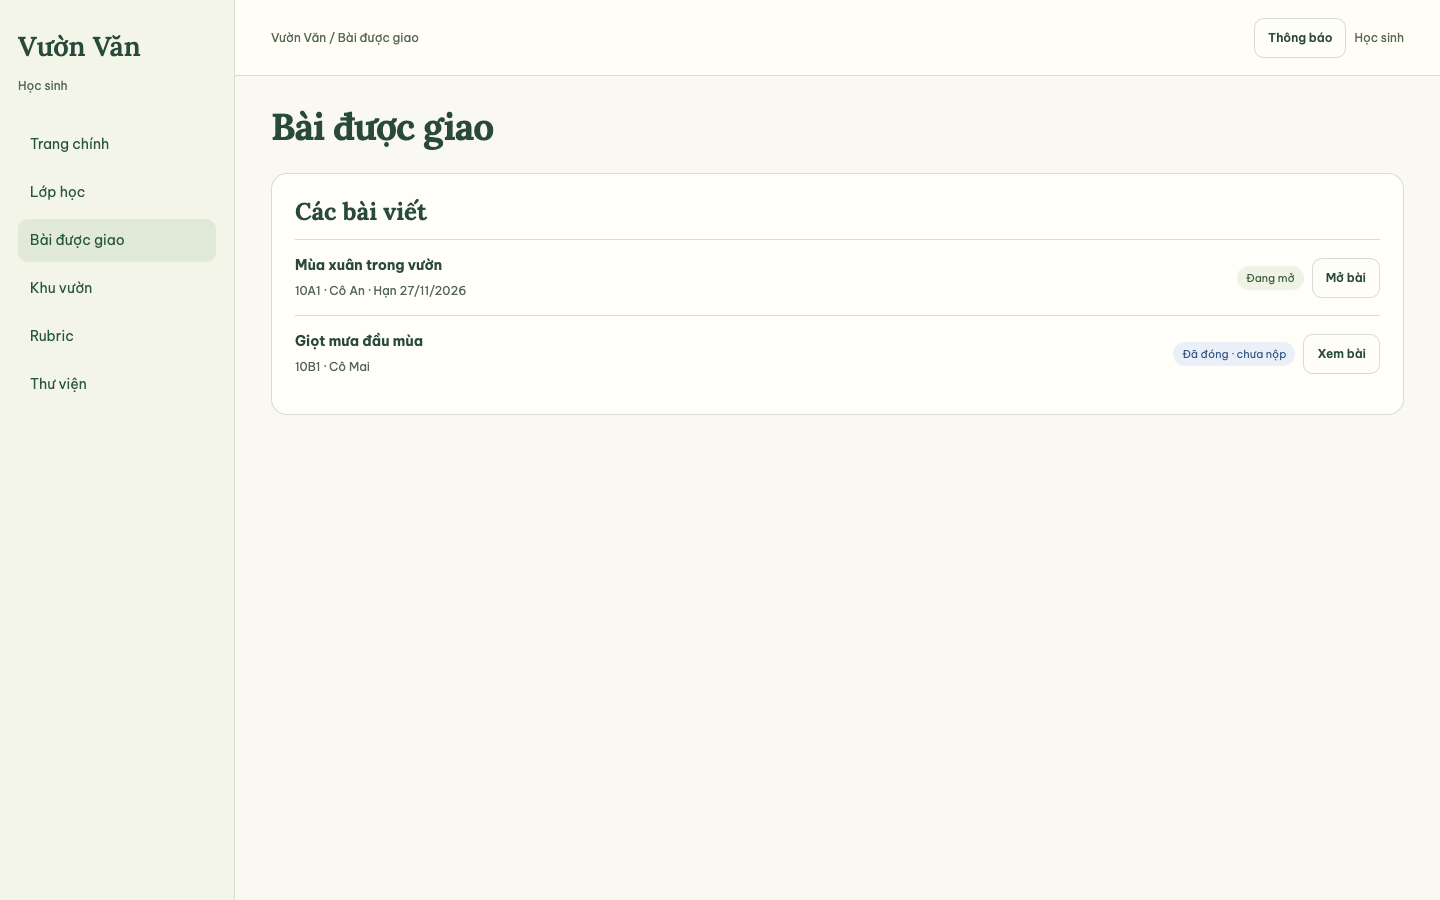 Vườn Văn
Học sinh
Trang chính
Lớp học
Bài được giao
Khu vườn
Rubric
Thư viện
Vườn Văn / Bài được giao
Thông báo
Học sinh
Bài được giao
Các bài viết
Mùa xuân trong vườn
10A1 · Cô An · Hạn 27/11/2026
Đang mở
Mở bài
Giọt mưa đầu mùa
10B1 · Cô Mai
Đã đóng · chưa nộp
Xem bài